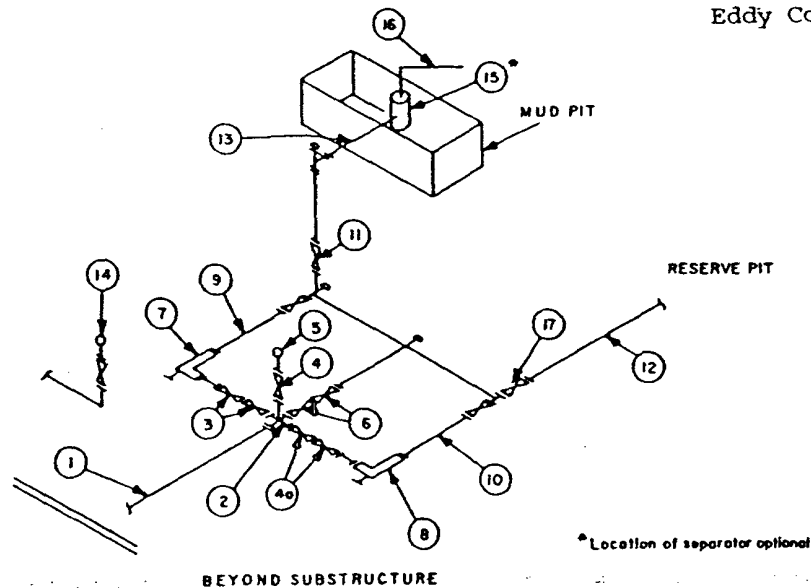 Eddy Co
16
15 *
MUD PIT
13
11
RESERVE PIT
14
9
7
5
17
4
12
3
6
1
2
4a
8
10
* Location of separator optional
BEYOND SUBSTRUCTURE